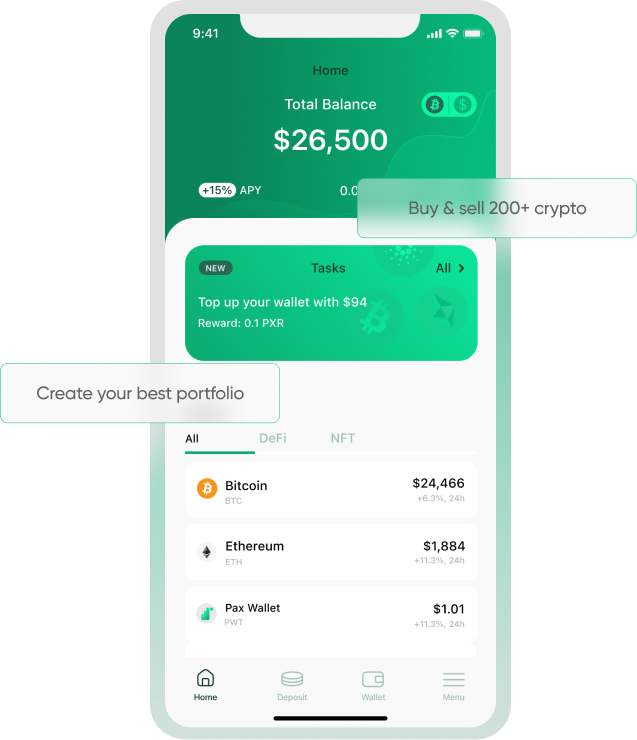 9:41
Home
Total Balance
$26,500
+15% APY
Buy & sell 200+ crypto
NEW Tasks All
Top up your wallet with $94
Reward: 0.1 PXR
Create your best portfolio
All DeFi NFT
Bitcoin $24,466
BTC +6.3%, 24h
Ethereum $1,884
ETH +11.3%, 24h
Pax Wallet $1.01
PWT +11.3%, 24h
Home Deposit Wallet Menu